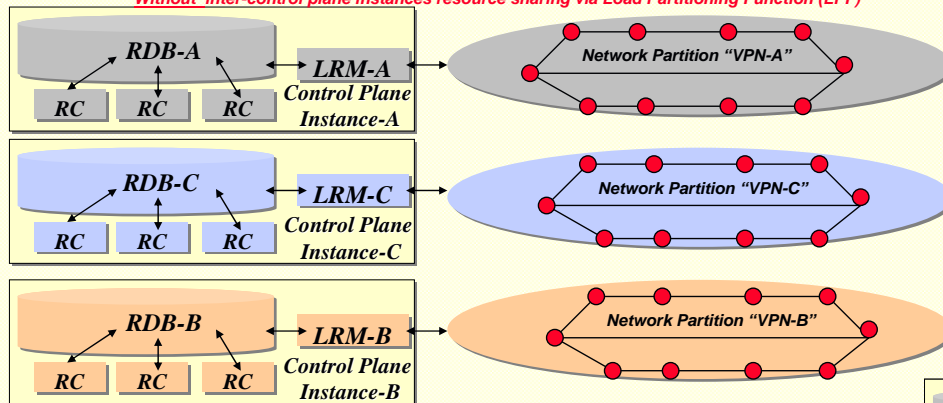 Without inter-control plane instances resource sharing via Load Partitioning Function (LPF)
RDB-A
LRM-A
RC RC RC
Control Plane
Instance-A
Network Partition “VPN-A”
RDB-C
LRM-C
RC RC RC
Control Plane
Instance-C
Network Partition “VPN-C”
RDB-B
LRM-B
RC RC RC
Control Plane
Instance-B
Network Partition “VPN-B”